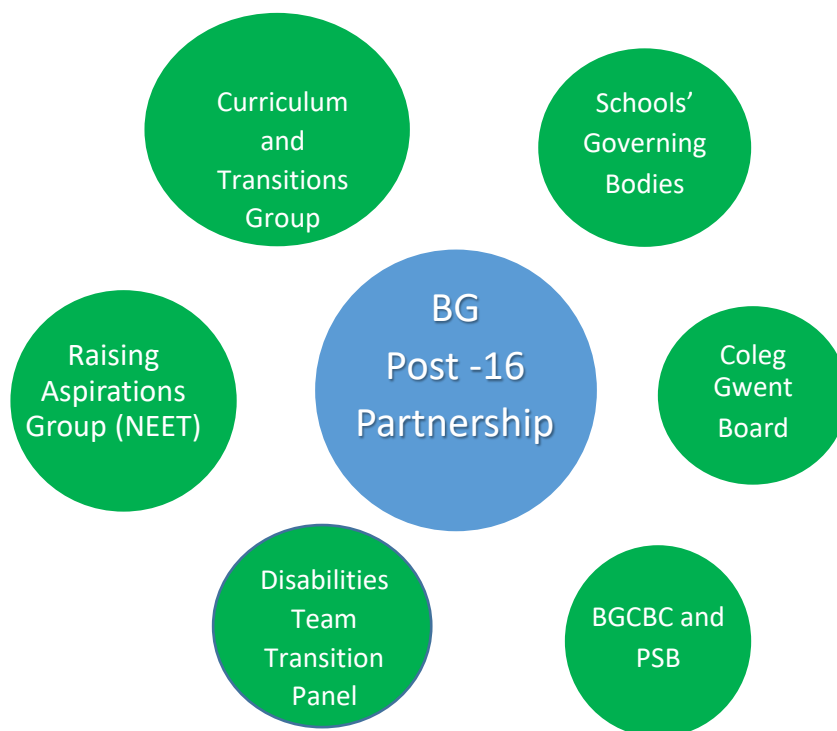 Curriculum
and
Transitions
Group
Schools’
Governing
Bodies
BG
Post -16
Partnership
Raising
Aspirations
Group (NEET)
Coleg
Gwent
Board
Disabilities
Team
Transition
Panel
BGCBC and
PSB